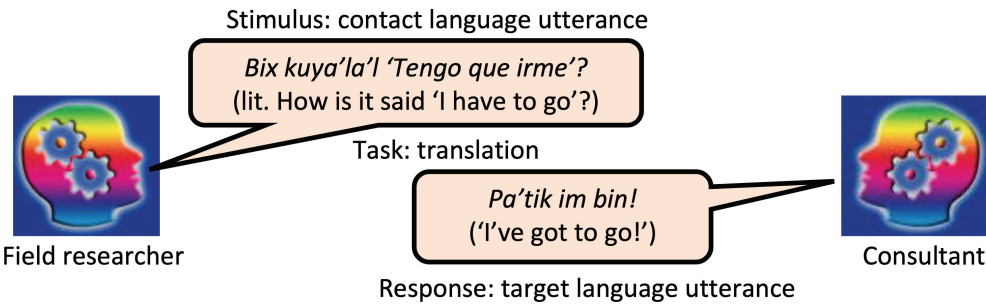 Stimulus: contact language utterance
Bix kuya'la'l ‘Tengo que irme’?
(lit. How is it said ‘I have to go’?)
Task: translation
Pa’tik im bin!
(‘I’ve got to go!’)
Field researcher
Consultant
Response: target language utterance